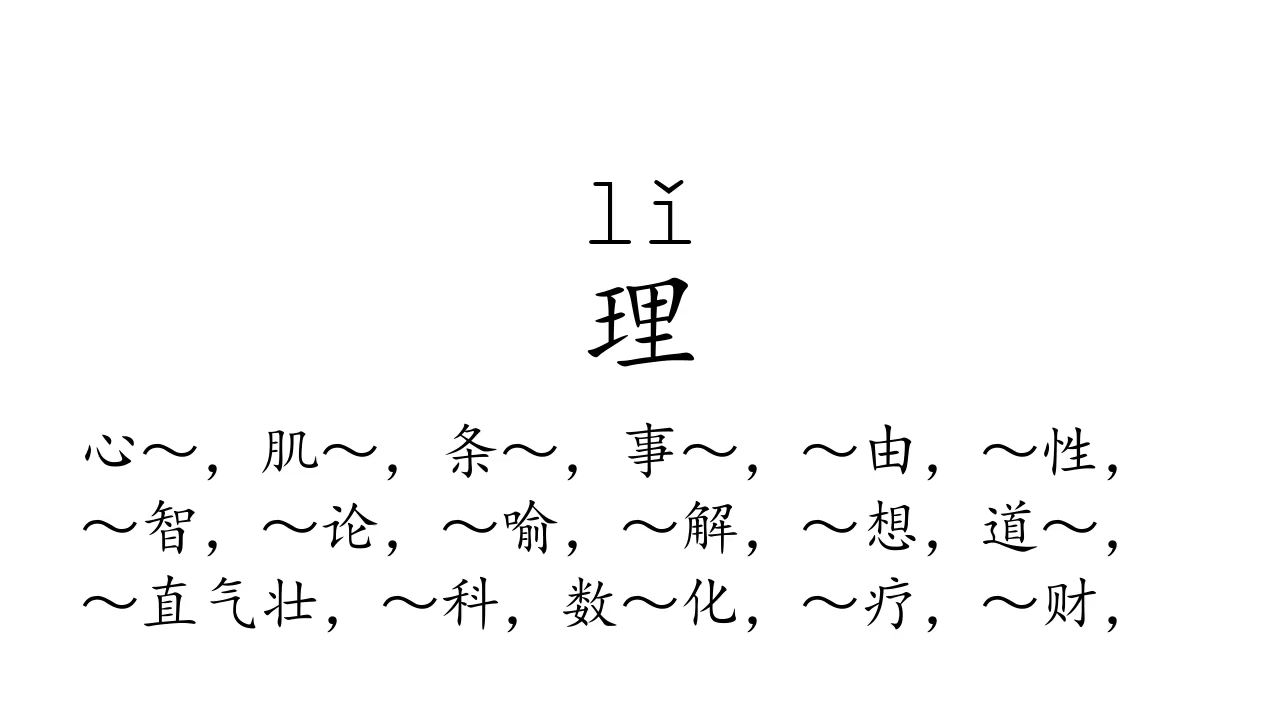 lǐ
理
心～，肌～，条～，事～，～由，～性，
～智，～论，～喻，～解，～想，道～，
～直气壮，～科，数～化，～疗，～财，